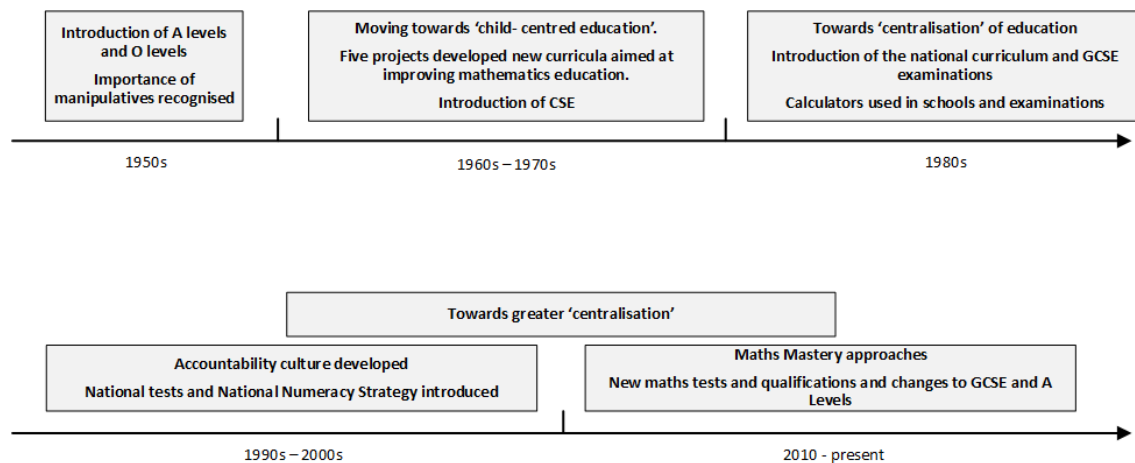 Introduction of A levels
and O levels
Importance of
manipulatives recognised
Moving towards ‘child- centred education’.
Five projects developed new curricula aimed at
improving mathematics education.
Introduction of CSE
Towards ‘centralisation’ of education
Introduction of the national curriculum and GCSE
examinations
Calculators used in schools and examinations
1950s
1960s – 1970s
1980s
Towards greater ‘centralisation’
Accountability culture developed
National tests and National Numeracy Strategy introduced
Maths Mastery approaches
New maths tests and qualifications and changes to GCSE and A
Levels
1990s – 2000s
2010 - present